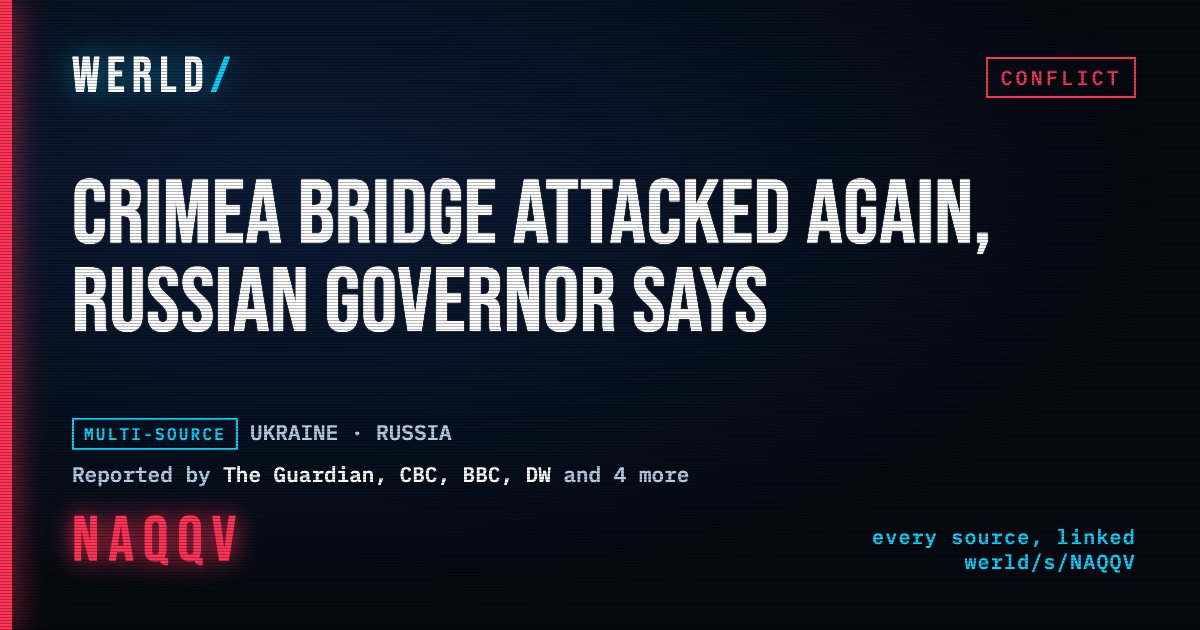 WERLD/
CONFLICT
CRIMEA BRIDGE ATTACKED AGAIN,
RUSSIAN GOVERNOR SAYS
MULTI-SOURCE UKRAINE · RUSSIA
Reported by The Guardian, CBC, BBC, DW and 4 more
NAQQV
every source, linked
werld/s/NAQQV